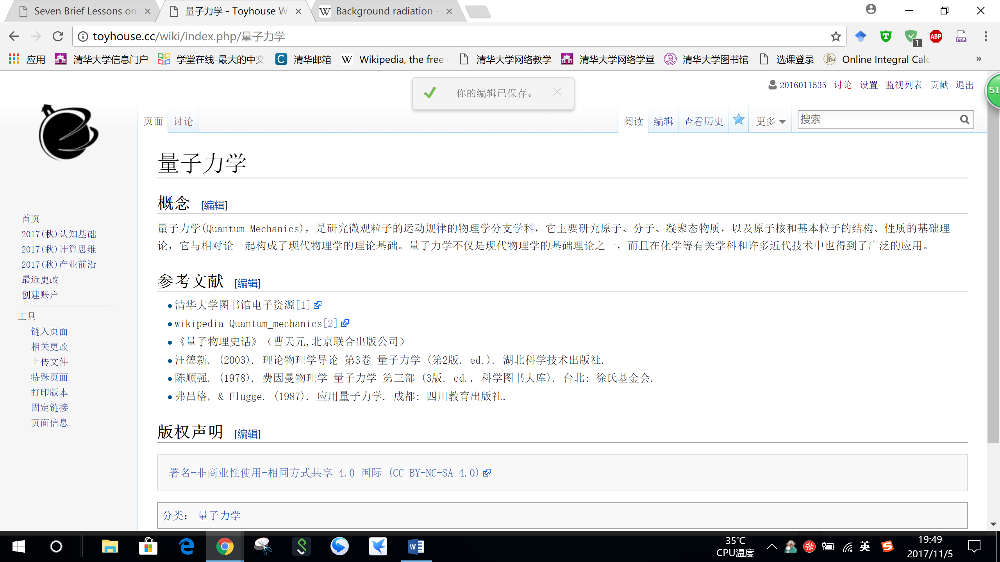 Seven Brief Lessons on
量子力学 - Toyhouse W
Background radiation -
toyhouse.cc/wiki/index.php/量子力学
1
ABP
PDF
应用
清华大学信息门户
学堂在线-最大的中文
清华邮箱
Wikipedia, the free
清华大学网络教学
清华大学网络学堂
清华大学图书馆
选课登录
Online Integral Calc
»
你的编辑已保存。
2016011535 讨论 设置 监视列表 贡献 退出
51
页面 讨论
阅读 编辑 查看历史 更多 搜索
量子力学
概念 [编辑]
量子力学(Quantum Mechanics)，是研究微观粒子的运动规律的物理学分支学科，它主要研究原子、分子、凝聚态物质，以及原子核和基本粒子的结构、性质的基础理
论，它与相对论一起构成了现代物理学的理论基础。量子力学不仅是现代物理学的基础理论之一，而且在化学等有关学科和许多近代技术中也得到了广泛的应用。
参考文献 [编辑]
清华大学图书馆电子资源[1]
wikipedia-Quantum_mechanics[2]
《量子物理史话》（曹天元,北京联合出版公司）
汪德新. (2003). 理论物理学导论 第3卷 量子力学 (第2版. ed.). 湖北科学技术出版社.
陈顺强. (1978). 费因曼物理学 量子力学 第三部 (3版. ed., 科学图书大库). 台北: 徐氏基金会.
弗吕格, & Flugge. (1987). 应用量子力学. 成都: 四川教育出版社.
版权声明 [编辑]
署名-非商业性使用-相同方式共享 4.0 国际 (CC BY-NC-SA 4.0)
分类： 量子力学
首页
2017(秋)认知基础
2017(秋)计算思维
2017(秋)产业前沿
最近更改
创建账户
工具
链入页面
相关更改
上传文件
特殊页面
打印版本
固定链接
页面信息
35℃
CPU温度
英
19:49
2017/11/5